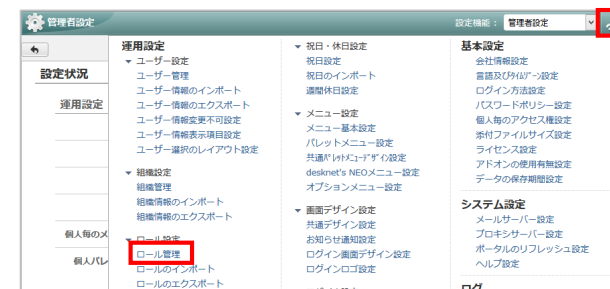 管理者設定
設定機能： 管理者設定
設定状況
運用設定
個人毎のメ
個人パレ
運用設定
ユーザー設定
ユーザー管理
ユーザー情報のインポート
ユーザー情報のエクスポート
ユーザー情報変更不可設定
ユーザー情報表示項目設定
ユーザー選択のレイアウト設定
組織設定
組織管理
組織情報のインポート
組織情報のエクスポート
ロール設定
ロール管理
ロールのインポート
ロールのエクスポート
祝日・休日設定
祝日設定
祝日のインポート
週間休日設定
メニュー設定
メニュー基本設定
パレットメニュー設定
共通ﾊﾟﾚｯﾄﾒﾆｭｰﾃﾞｻﾞｲﾝ設定
desknet's NEOメニュー設定
オプションメニュー設定
画面デザイン設定
共通デザイン設定
お知らせ通知設定
ログイン画面デザイン設定
ログインロゴ設定
基本設定
会社情報設定
言語及びﾀｲﾑｿﾞｰﾝ設定
ログイン方法設定
パスワードポリシー設定
個人毎のアクセス権設定
添付ファイルサイズ設定
ライセンス設定
アドオンの使用有無設定
データの保存期間設定
システム設定
メールサーバー設定
プロキシサーバー設定
ポータルのリフレッシュ設定
ヘルプ設定
ログ